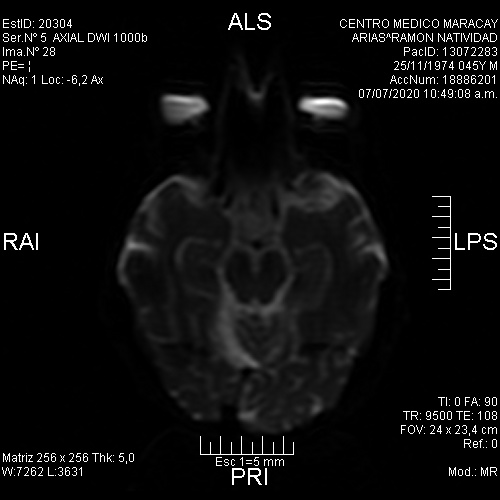 EstID: 20304
Ser.Nº 5 AXIAL DWI 1000b
Ima.Nº 28
PE= ¦
NAq: 1 Loc: -6,2 Ax
ALS
CENTRO MEDICO MARACAY
ARIAS^RAMON NATIVIDAD
PacID: 13072283
25/11/1974 045Y M
AccNum: 18886201
07/07/2020 10:49:08 a.m.
RAI
LPS
TI: 0 FA: 90
TR: 9500 TE: 108
FOV: 24 x 23,4 cm
Ref.: 0
Matriz 256 x 256 Thk: 5,0
W:7262 L:3631
Esc 1=5 mm
PRI
Mod.: MR